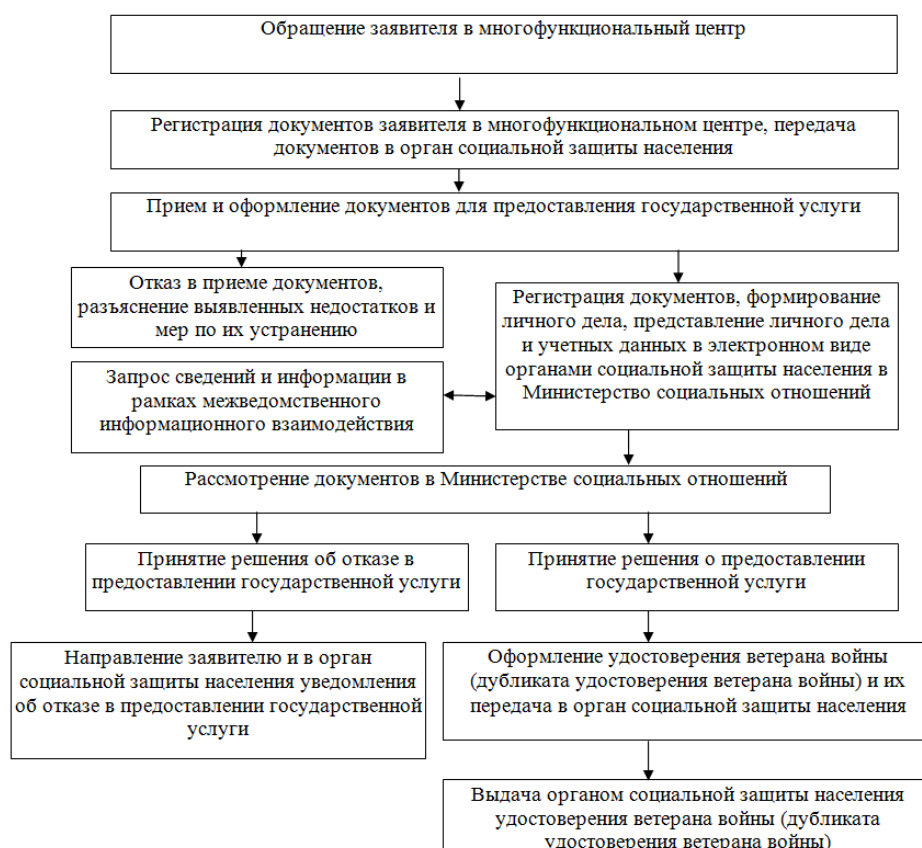 Обращение заявителя в многофункциональный центр
Регистрация документов заявителя в многофункциональном центре, передача
документов в орган социальной защиты населения
Прием и оформление документов для предоставления государственной услуги
Отказ в приеме документов,
разъяснение выявленных недостатков и
мер по их устранению
Регистрация документов, формирование
личного дела, представление личного дела
и учетных данных в электронном виде
органами социальной защиты населения в
Министерство социальных отношений
Запрос сведений и информации в
рамках межведомственного
информационного взаимодействия
Рассмотрение документов в Министерстве социальных отношений
Принятие решения об отказе в
предоставлении государственной услуги
Принятие решения о предоставлении
государственной услуги
Направление заявителю и в орган
социальной защиты населения уведомления
об отказе в предоставлении государственной
услуги
Оформление удостоверения ветерана войны
(дубликата удостоверения ветерана войны) и их
передача в орган социальной защиты населения
Выдача органом социальной защиты населения
удостоверения ветерана войны (дубликата
удостоверения ветерана войны)